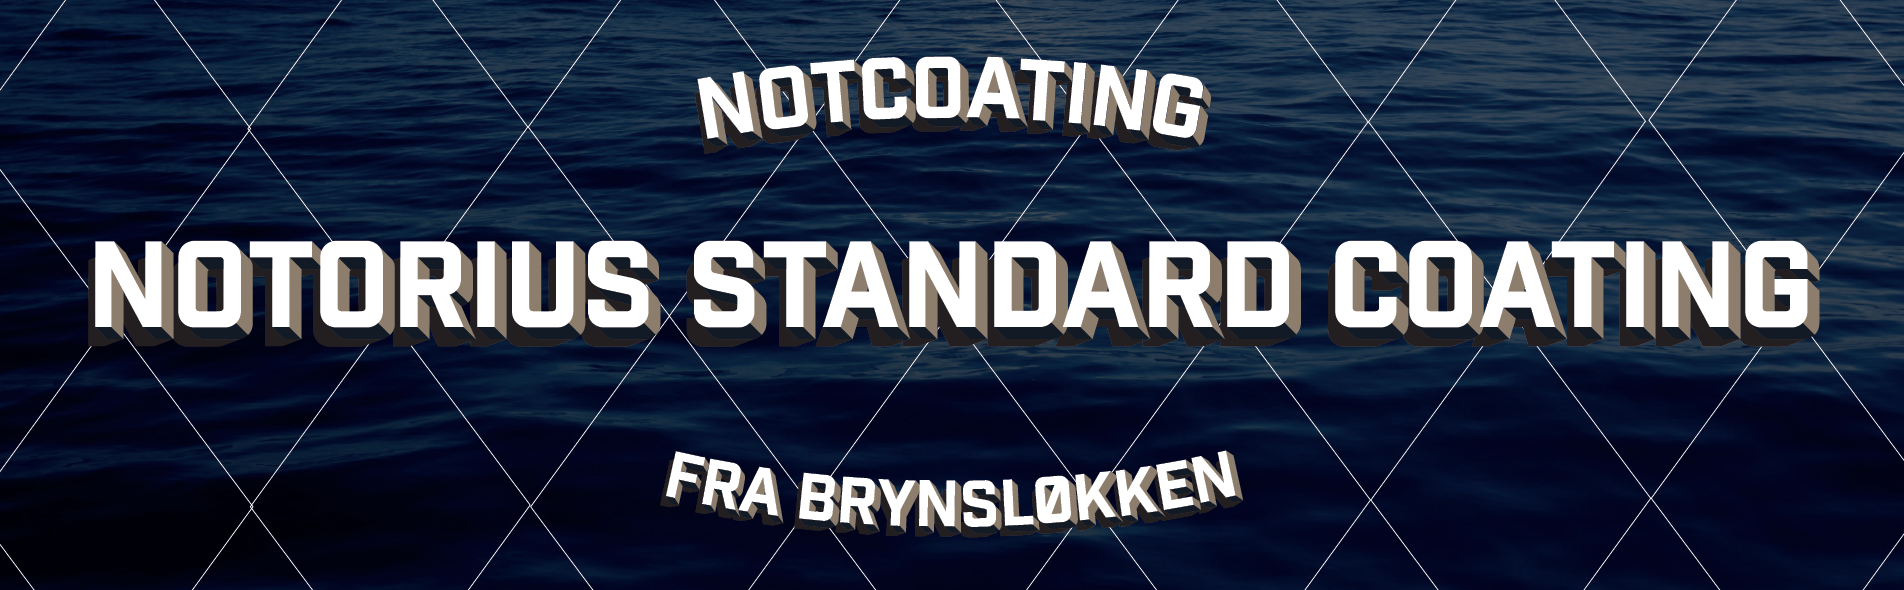 NOTCOATING
NOTORIUS STANDARD COATING
FRA BRYNSLØKKEN